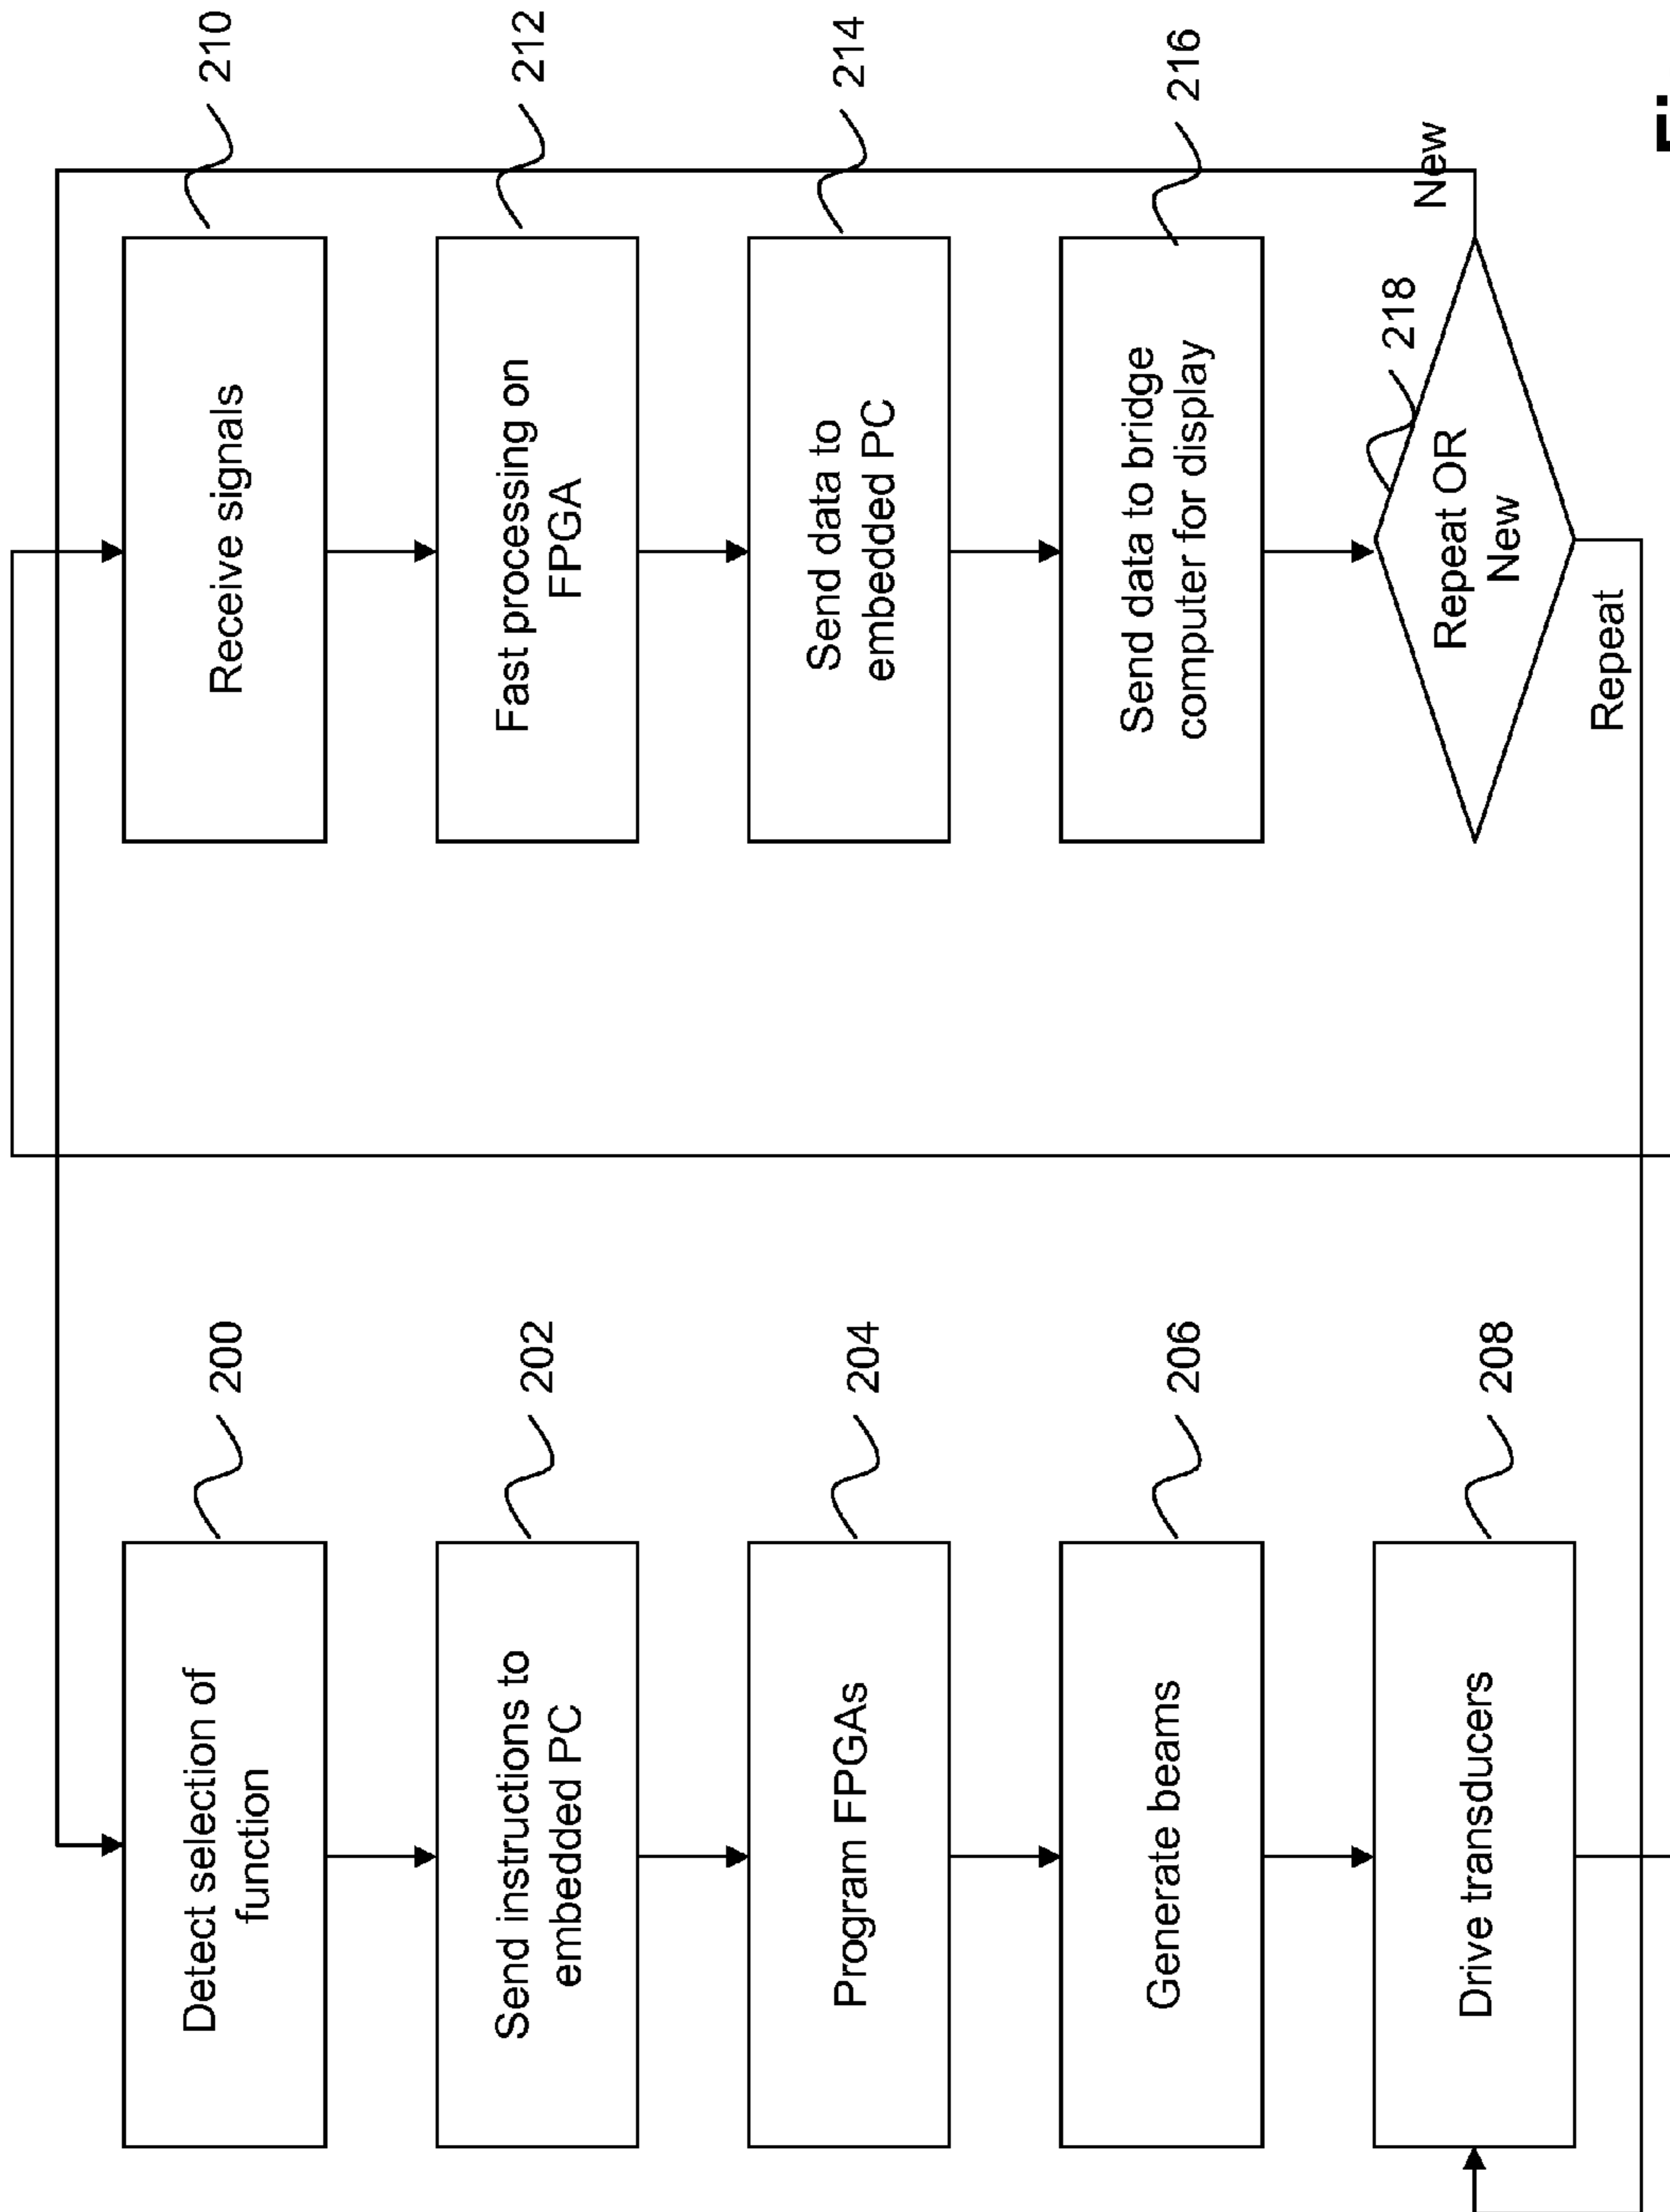 Detect selection of
function
200
Send instructions to
embedded PC
202
Program FPGAs
204
Generate beams
206
Drive transducers
208
Receive signals
210
Fast processing on
FPGA
212
Send data to
embedded PC
214
Send data to bridge
computer for display
216
218
Repeat OR
New
New
Repeat